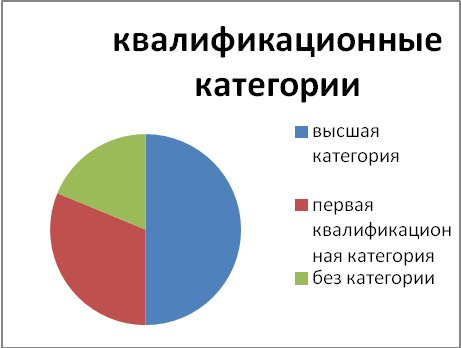 квалификационные
категории
высшая
категория
первая
квалификацион
ная категория
без категории